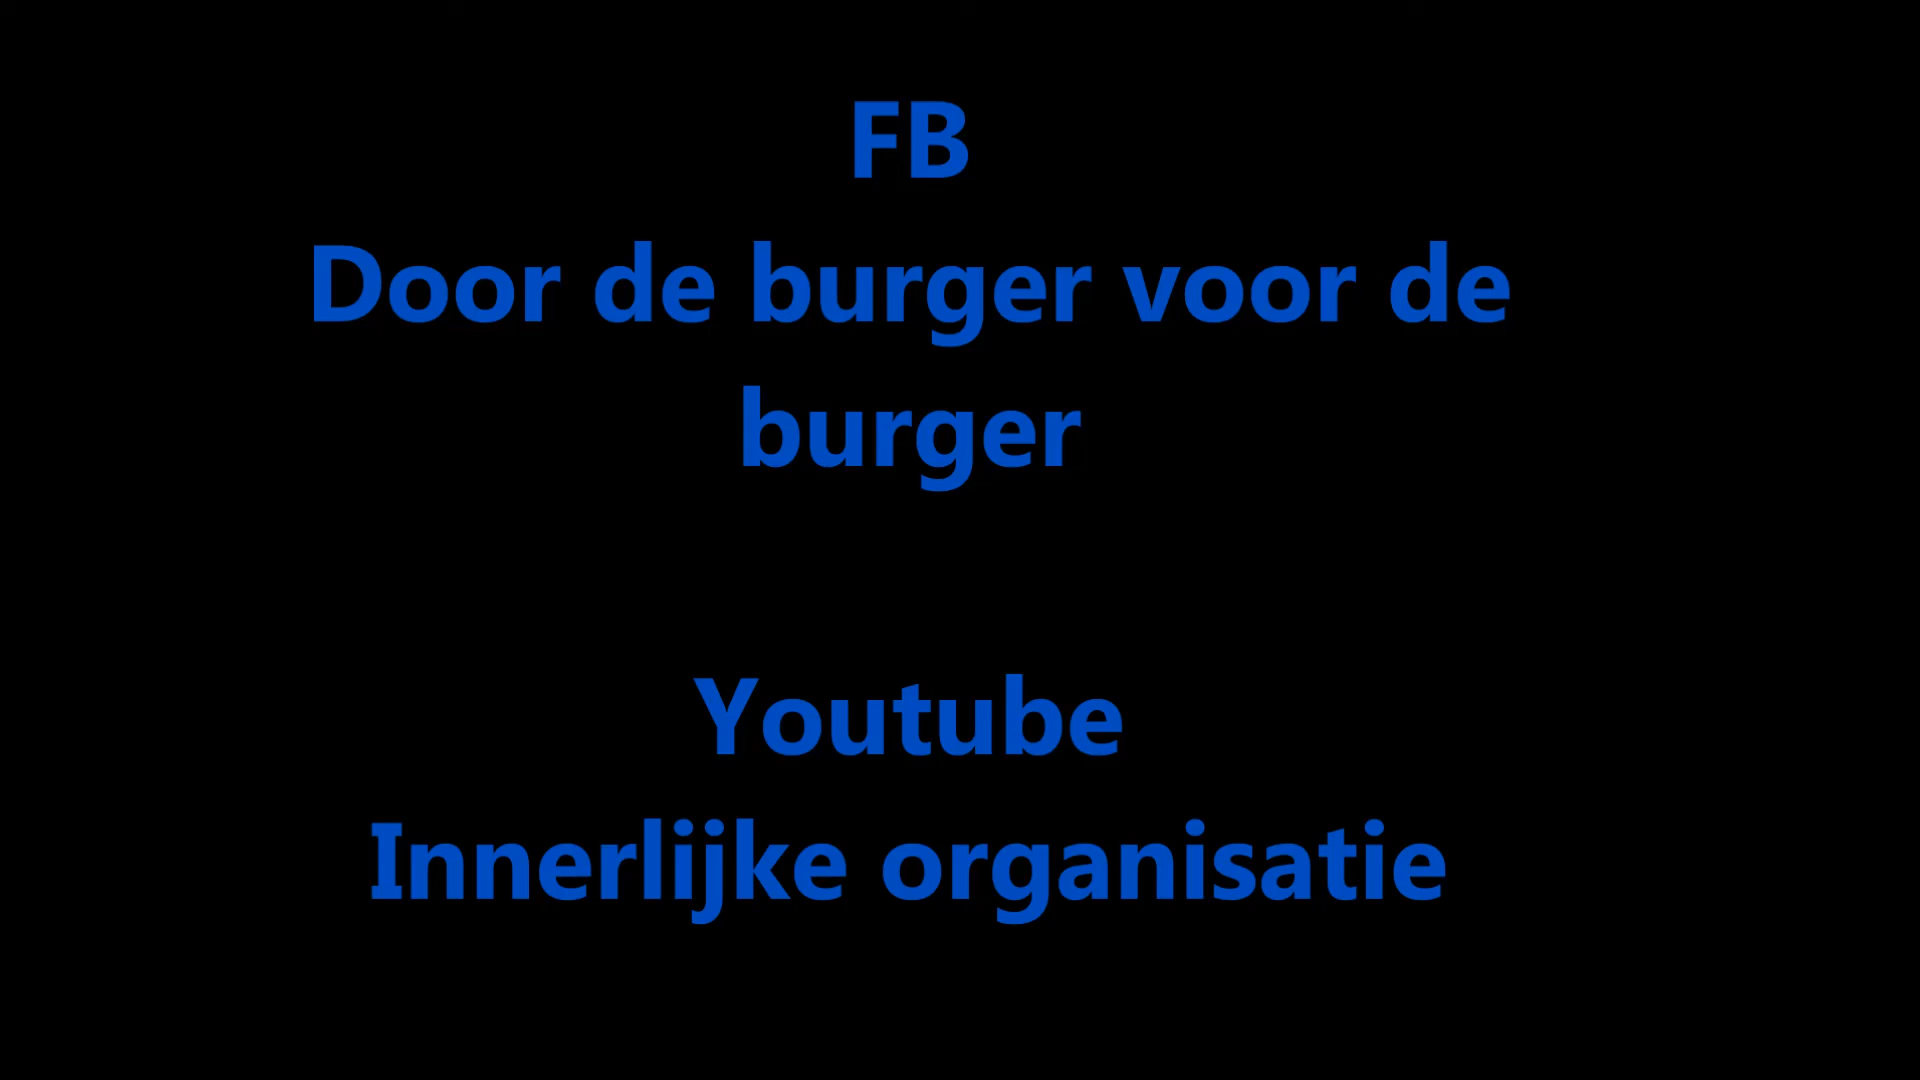 FB
Door de burger voor de
burger
Youtube
Innerlijke organisatie